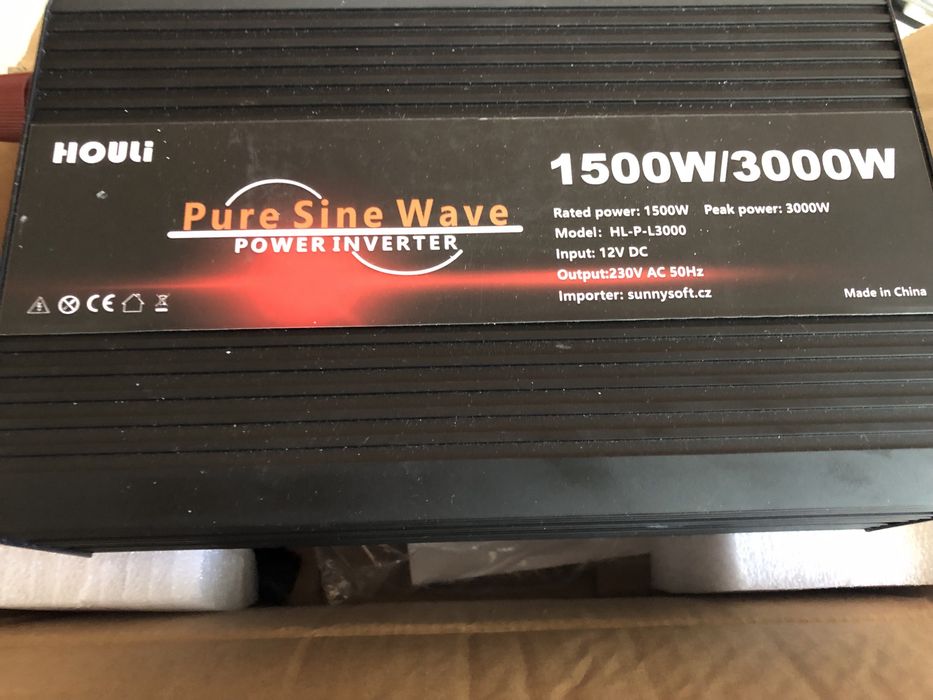 HOULi
Pure Sine Wave
POWER INVERTER
CE
1500W/3000W
Rated power: 1500W Peak power: 3000W
Model: HL-P-L3000
Input: 12V DC
Output:230V AC 50Hz
Importer: sunnysoft.cz
Made in China